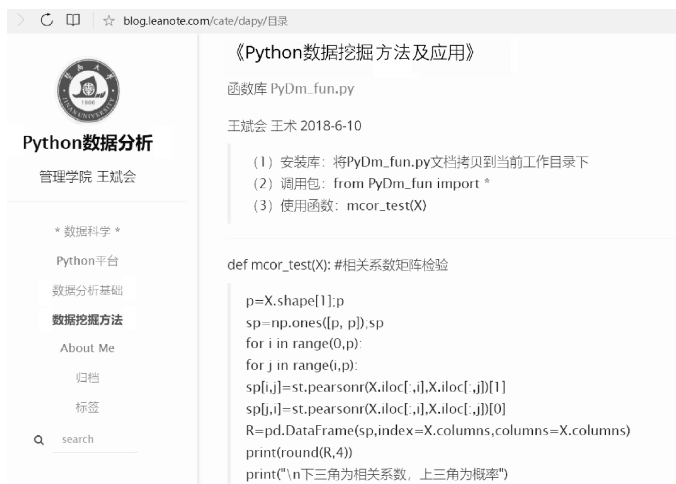 blog.leanote.com/cate/dapy/目录
JINAN UNIVERSITY
1906
Python数据分析
管理学院 王斌会
* 数据科学 *
Python平台
数据分析基础
数据挖掘方法
About Me
归档
标签
search
《Python数据挖掘方法及应用》
函数库 PyDm_fun.py
王斌会 王术 2018-6-10
（1）安装库：将PyDm_fun.py文档拷贝到当前工作目录下
（2）调用包：from PyDm_fun import *
（3）使用函数：mcor_test(X)
def mcor_test(X): #相关系数矩阵检验
p=X.shape[1];p
sp=np.ones([p, p]);sp
for i in range(0,p):
for j in range(i,p):
sp[i,j]=st.pearsonr(X.iloc[:,i],X.iloc[:,j])[1]
sp[j,i]=st.pearsonr(X.iloc[:,i],X.iloc[:,j])[0]
R=pd.DataFrame(sp,index=X.columns,columns=X.columns)
print(round(R,4))
print("\n下三角为相关系数，上三角为概率")